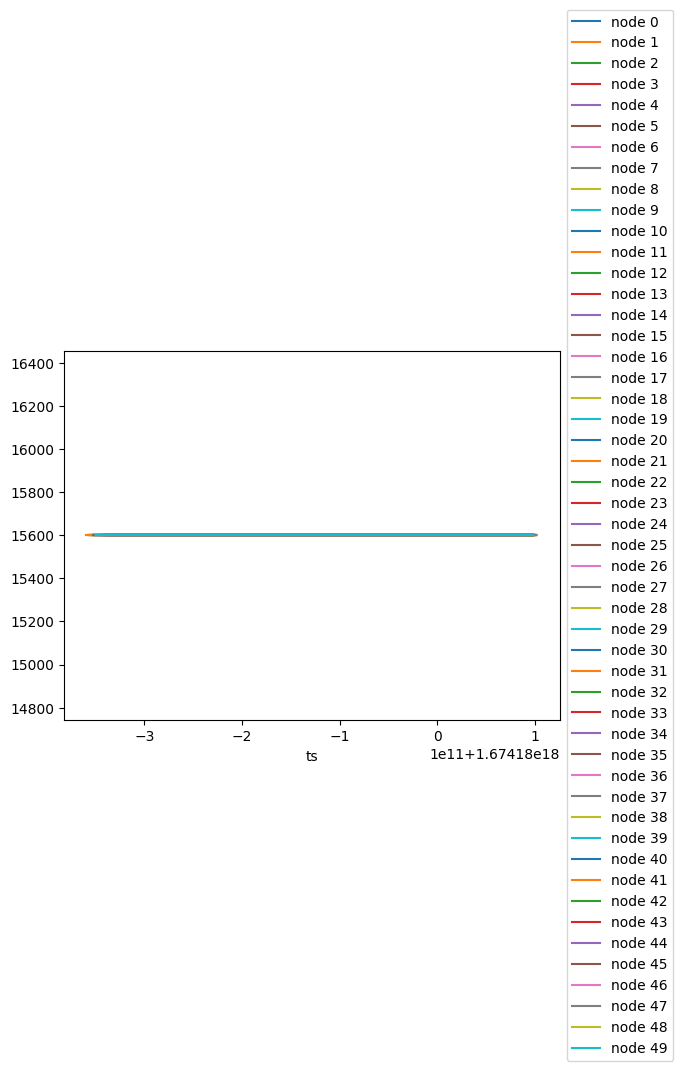 16400
16200
16000
15800
15600
15400
15200
15000
14800
−3
−2
−1
0
1
1e11+1.67418e18
ts
node 0
node 1
node 2
node 3
node 4
node 5
node 6
node 7
node 8
node 9
node 10
node 11
node 12
node 13
node 14
node 15
node 16
node 17
node 18
node 19
node 20
node 21
node 22
node 23
node 24
node 25
node 26
node 27
node 28
node 29
node 30
node 31
node 32
node 33
node 34
node 35
node 36
node 37
node 38
node 39
node 40
node 41
node 42
node 43
node 44
node 45
node 46
node 47
node 48
node 49